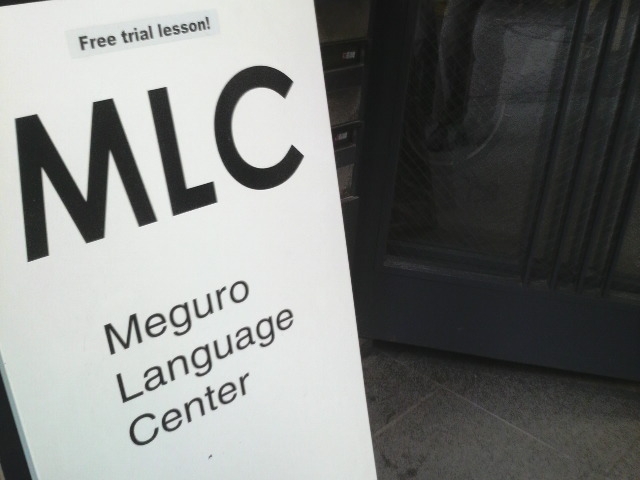 Free trial lesson!
MLC
Meguro
Language
Center